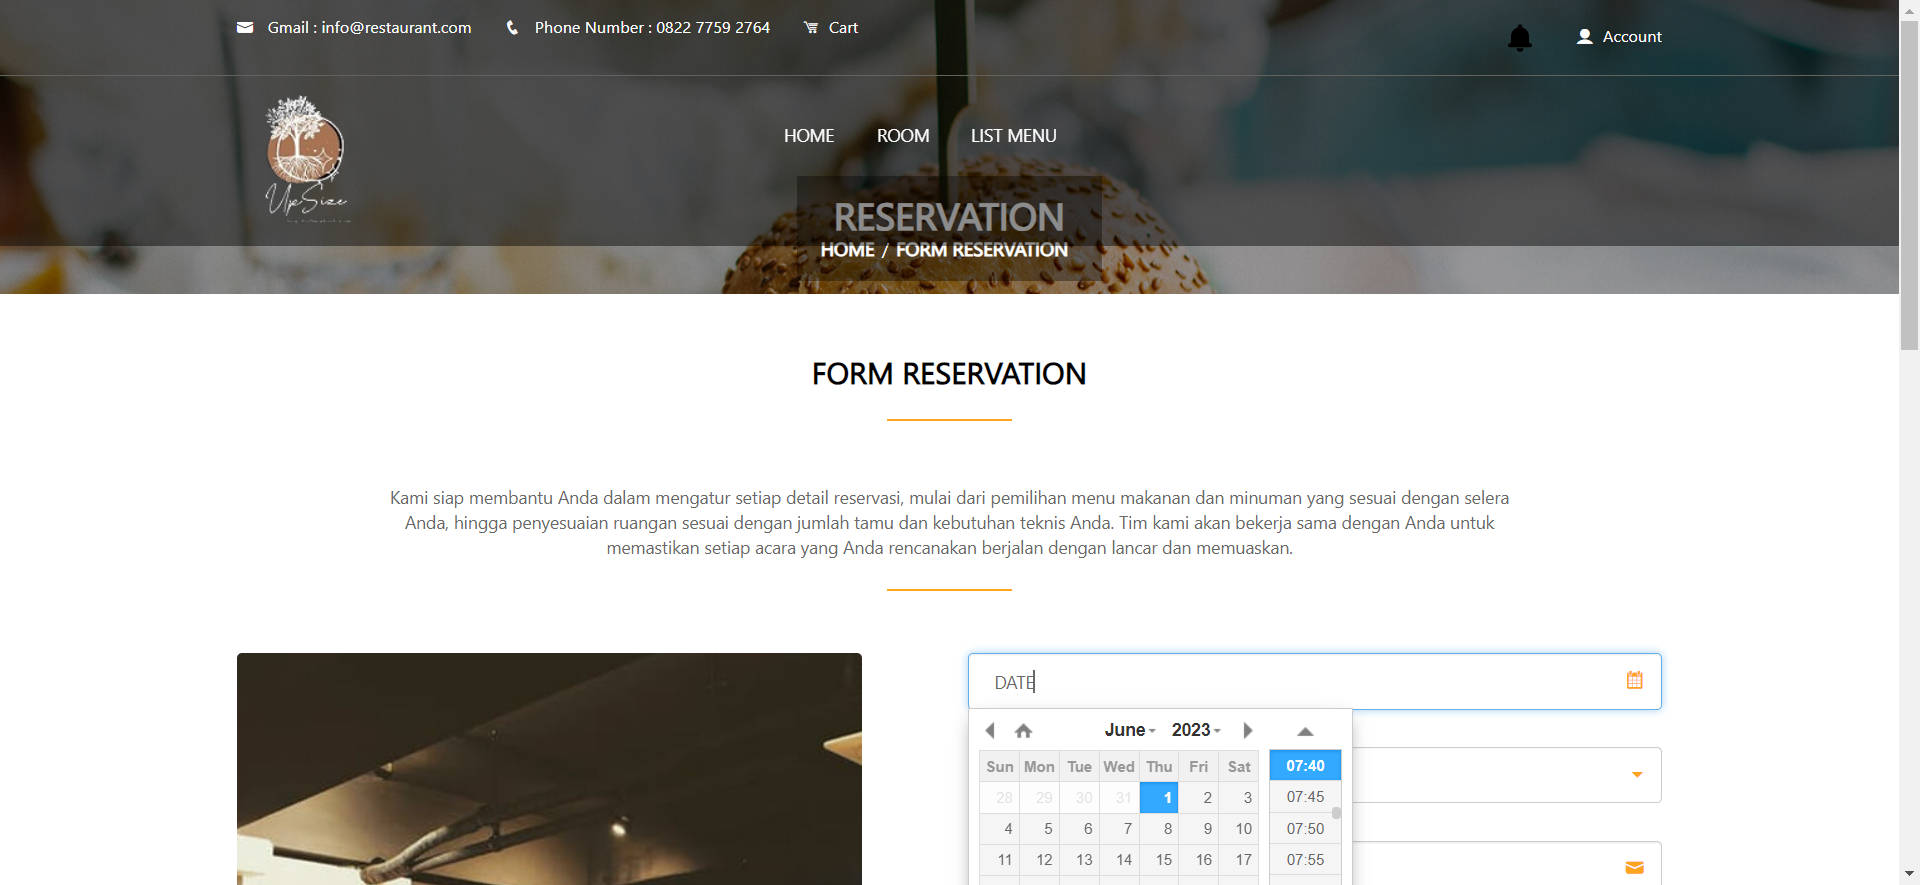 Gmail : info@restaurant.com Phone Number : 0822 7759 2764 Cart Account
UpSize
HOME ROOM LIST MENU
RESERVATION
HOME / FORM RESERVATION
FORM RESERVATION
Kami siap membantu Anda dalam mengatur setiap detail reservasi, mulai dari pemilihan menu makanan dan minuman yang sesuai dengan selera
Anda, hingga penyesuaian ruangan sesuai dengan jumlah tamu dan kebutuhan teknis Anda. Tim kami akan bekerja sama dengan Anda untuk
memastikan setiap acara yang Anda rencanakan berjalan dengan lancar dan memuaskan.
DATE
June 2023
Sun Mon Tue Wed Thu Fri Sat 07:40
28 29 30 31 1 2 3 07:45
4 5 6 7 8 9 10 07:50
11 12 13 14 15 16 17 07:55